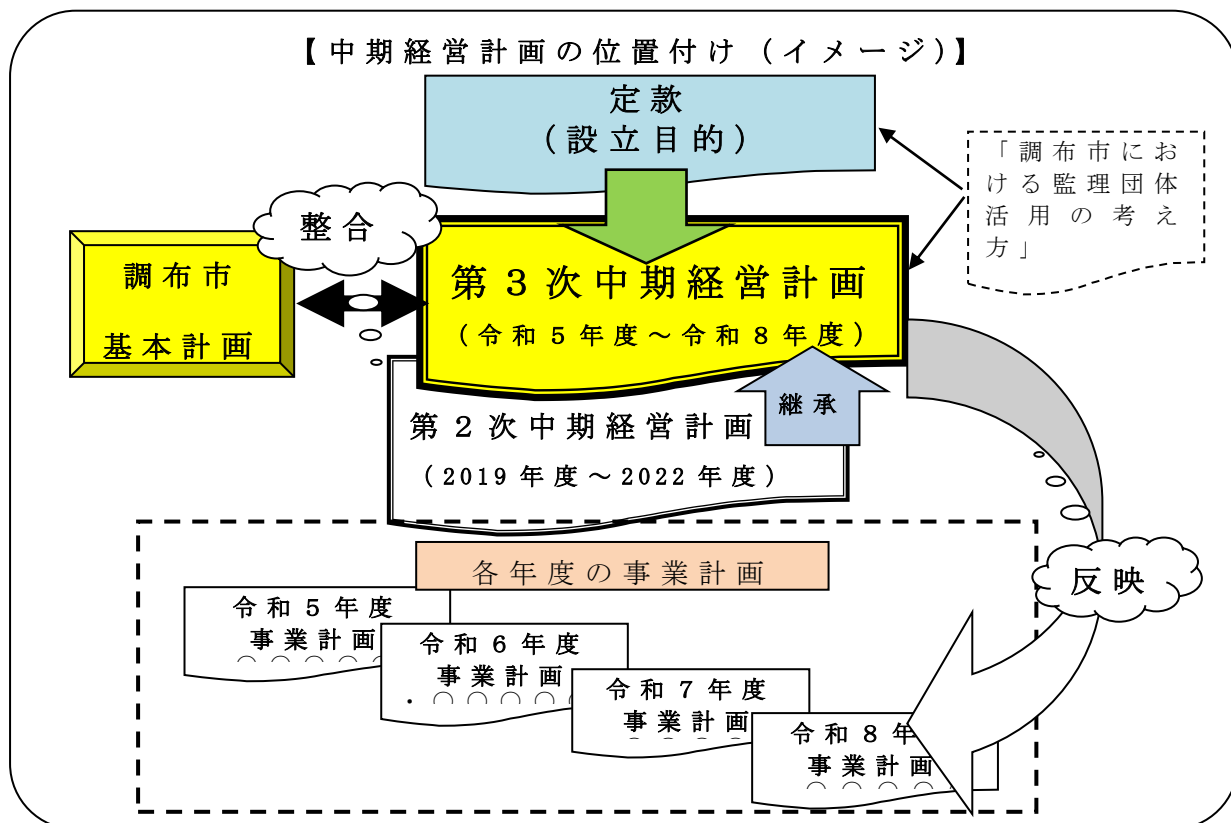 【中期経営計画の位置付け（イメージ）】
定款
（設立目的）
「調布市にお
ける監理団体
活用の考え
方」
整合
調布市
基本計画
第３次中期経営計画
（令和５年度～令和８年度）
継承
第２次中期経営計画
（2019年度～2022年度）
各年度の事業計画
反映
令和５年度
事業計画
令和６年度
事業計画
令和７年度
事業計画
令和８年
事業計画